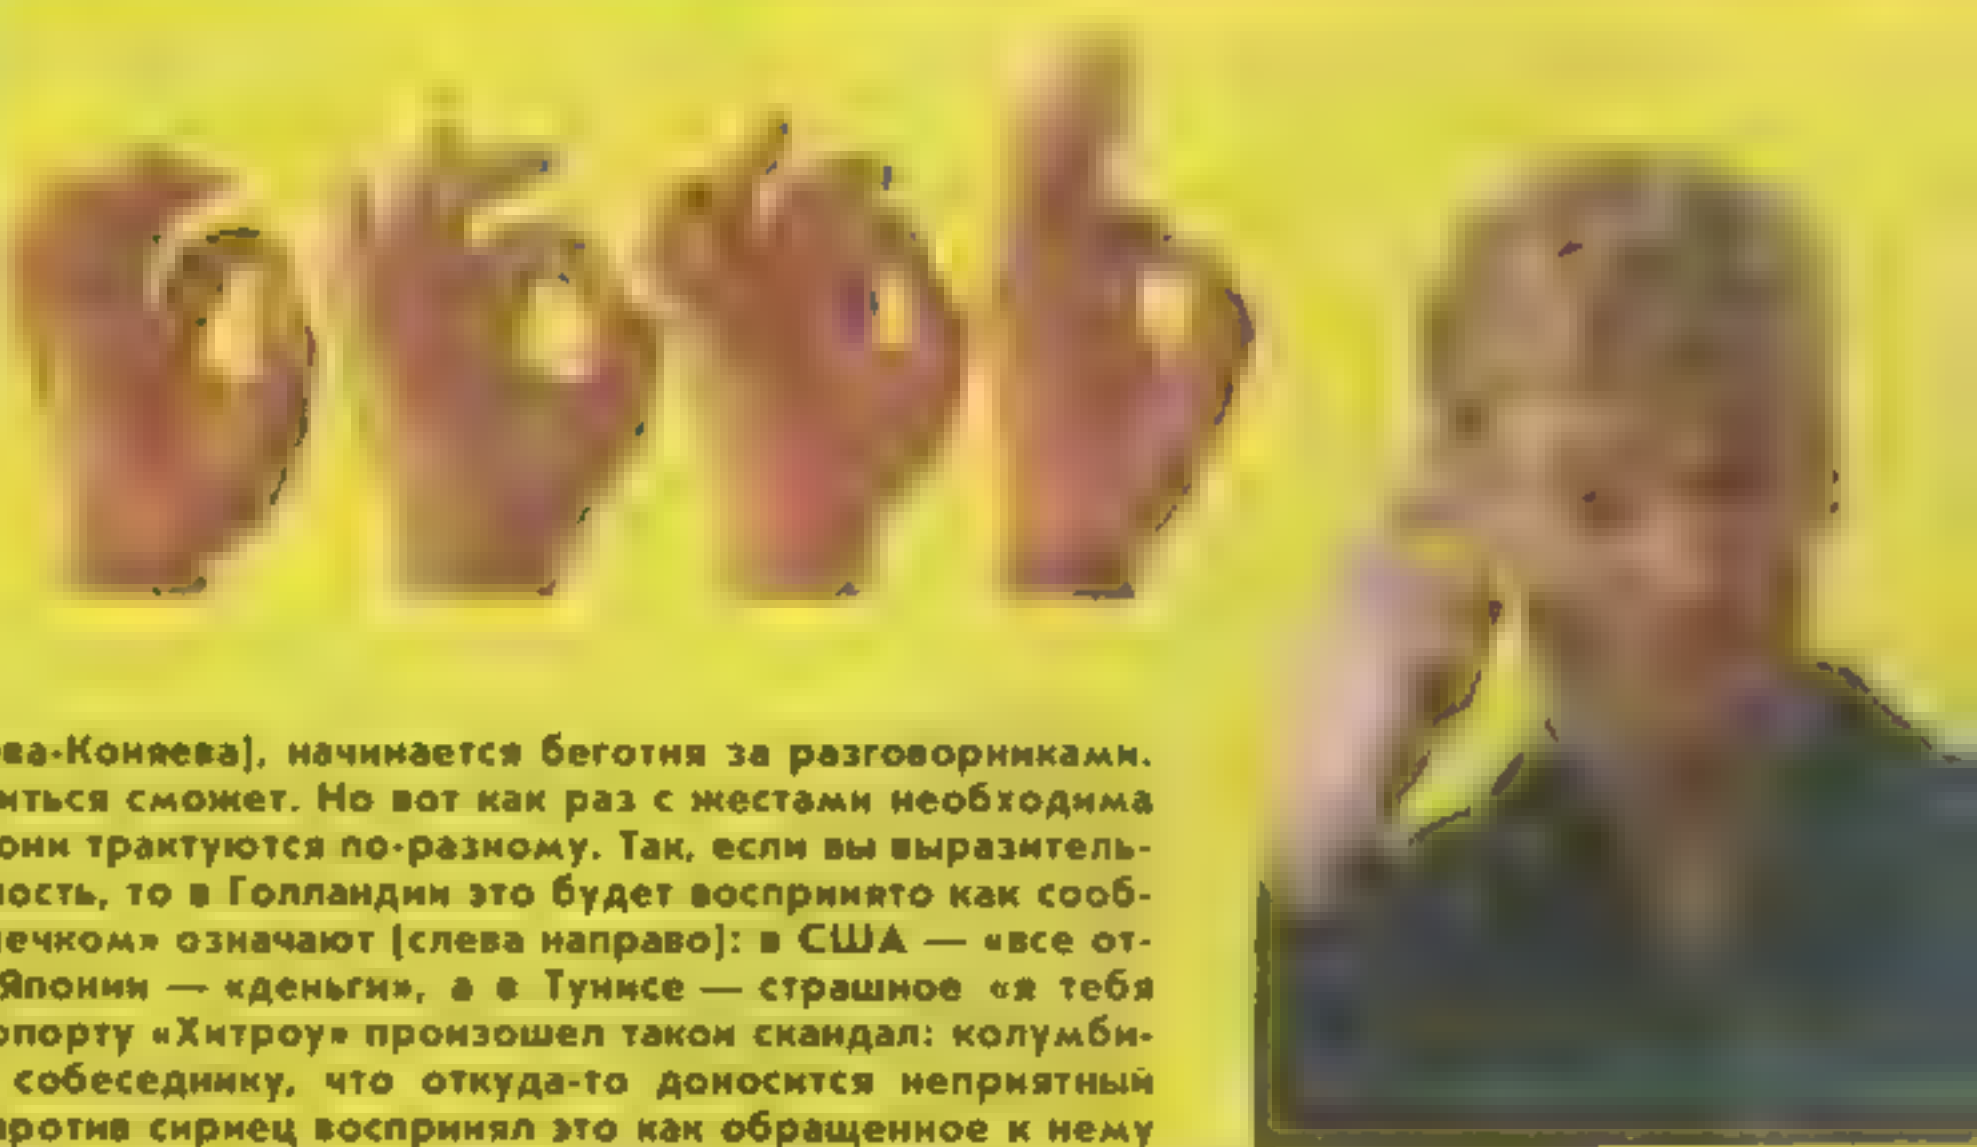 ва-Коняева], начинается беготня за разговорниками.
иться сможет. Но вот как раз с жестами необходима
они трактуются по-разному. Так, если вы выразитель-
ность, то в Голландии это будет воспринято как сооб-
лечком» означают [слева направо]: в США — «все от-
Японии — «деньги», а в Тунисе — страшное «я тебя
опорту «Хитроу» произошел такой скандал: колумби-
собеседнику, что откуда-то доносится неприятный
против сириец воспринял это как обращенное к нему